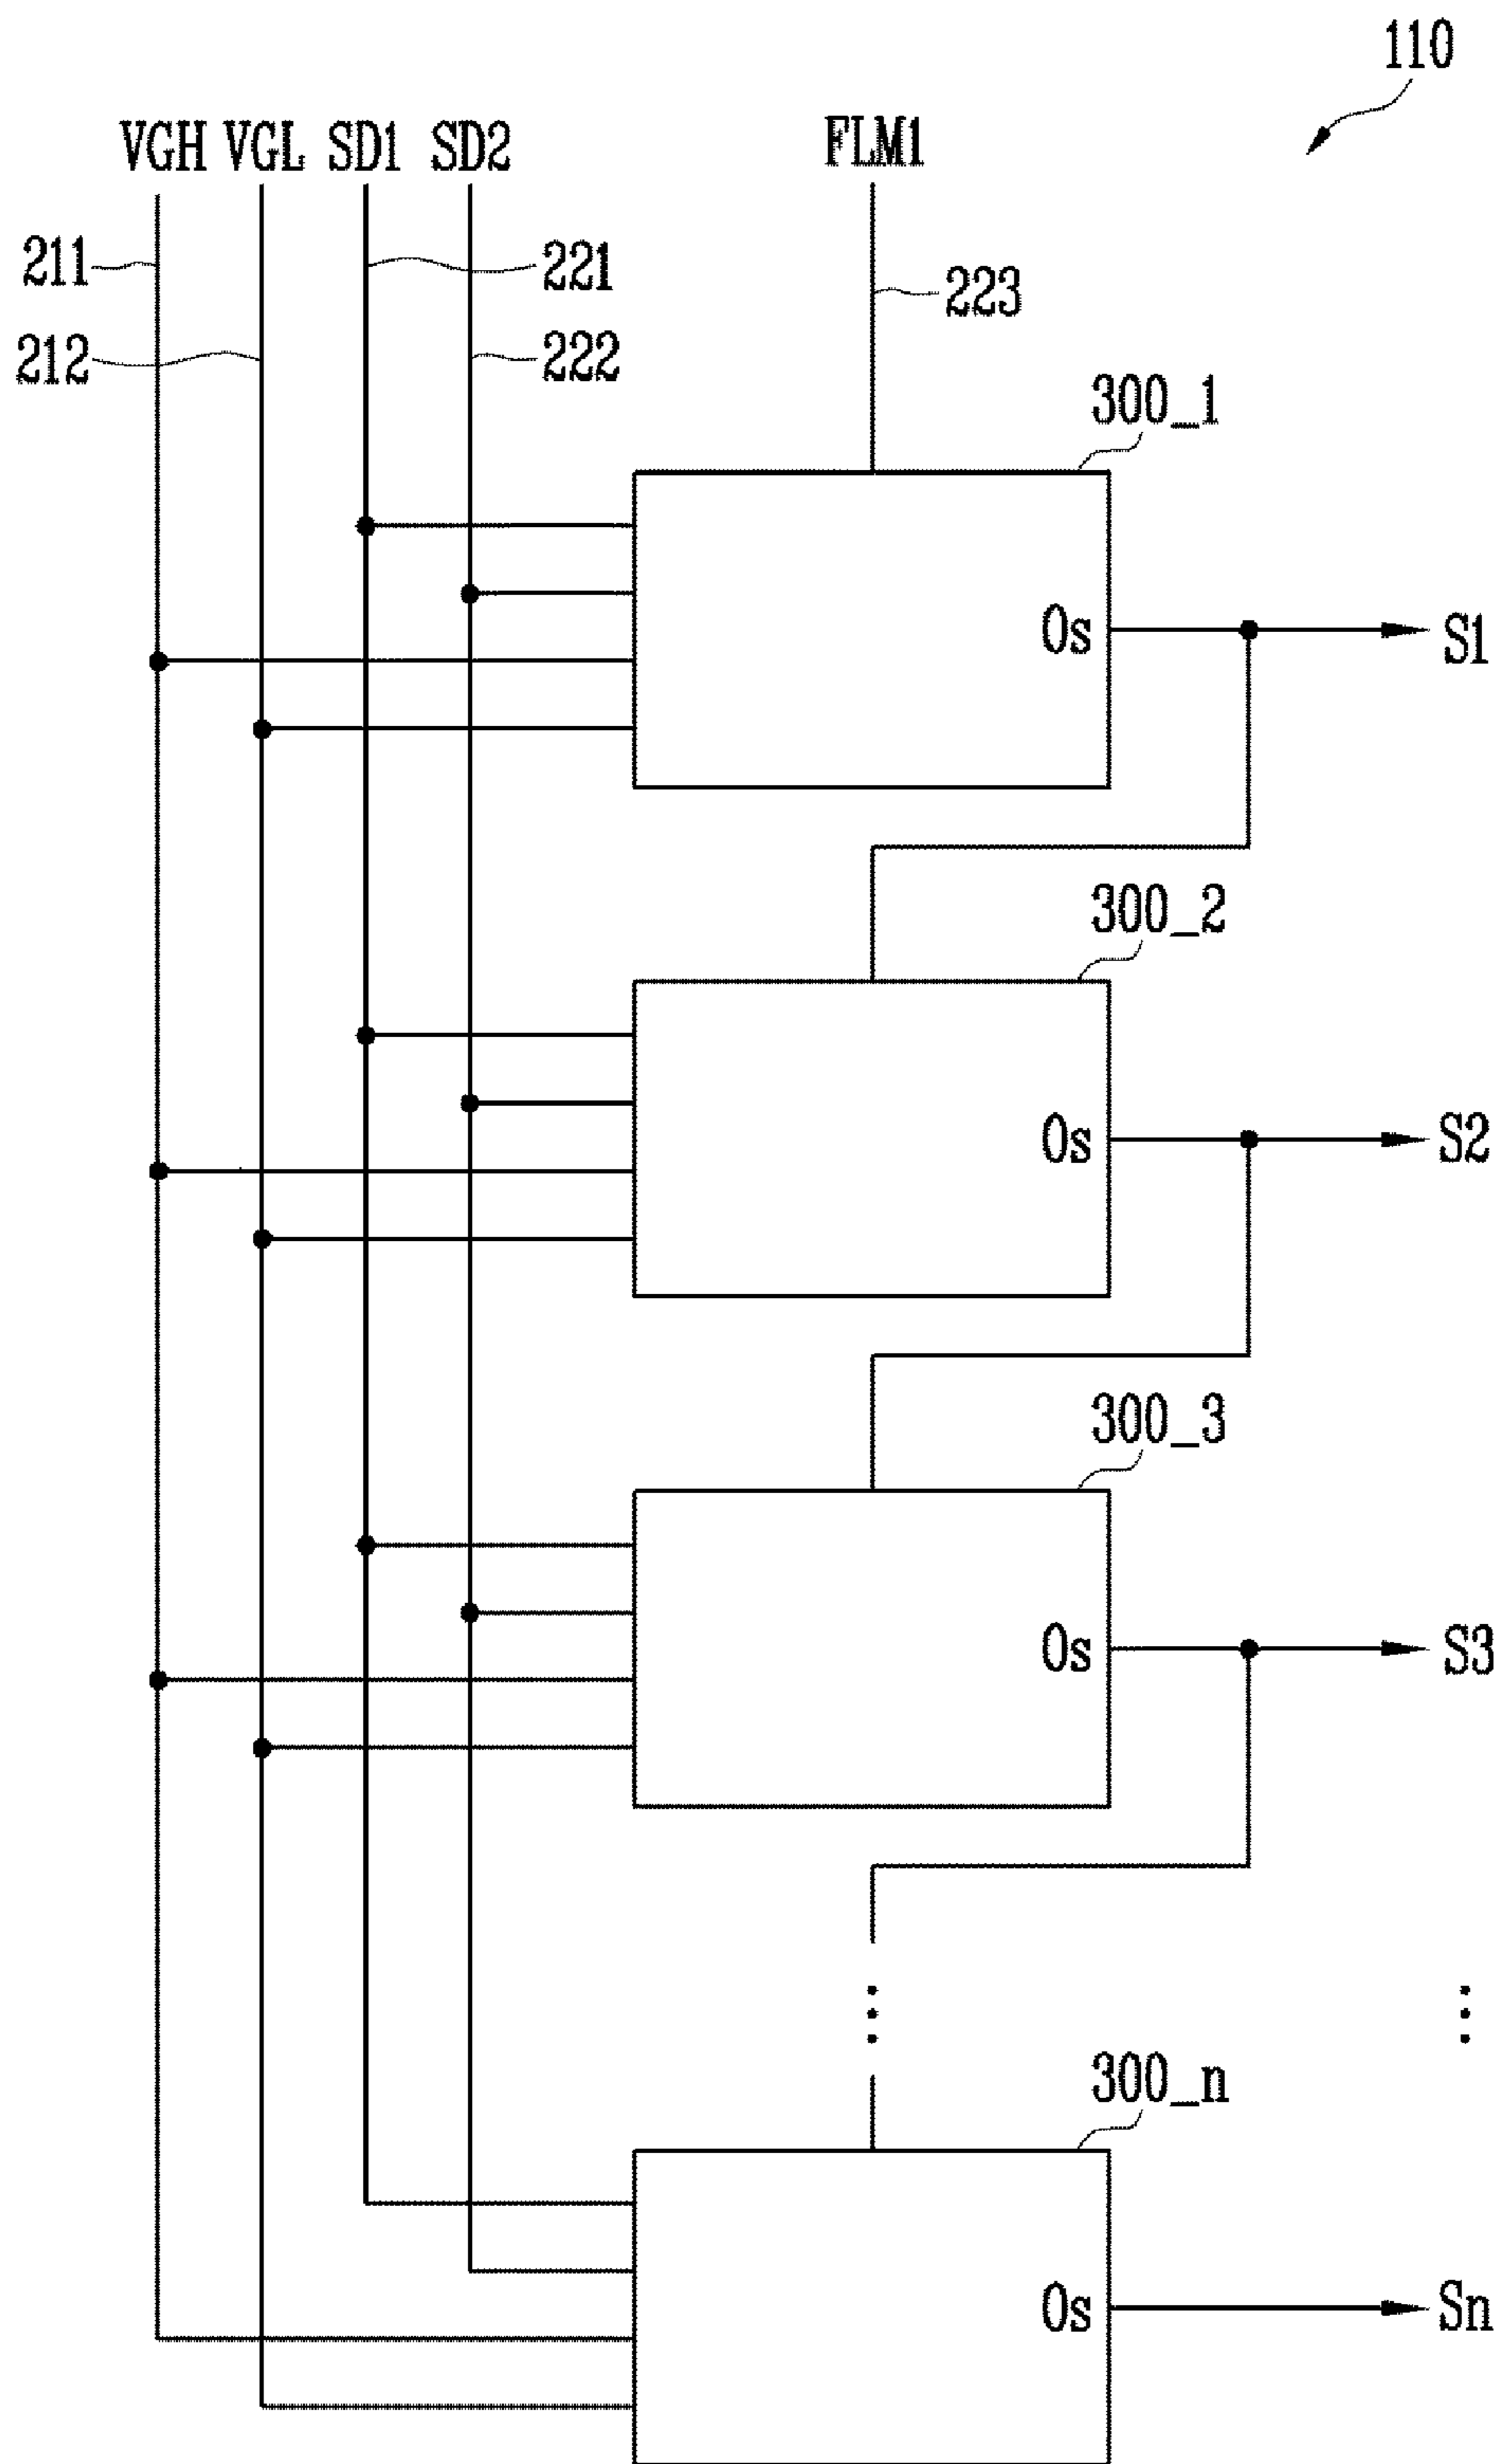 110
VGH VGL SD1 SD2 FLM1
211 221 223
212 222
300_1
Os S1
300_2
Os S2
300_3
Os S3
300_n
Os Sn